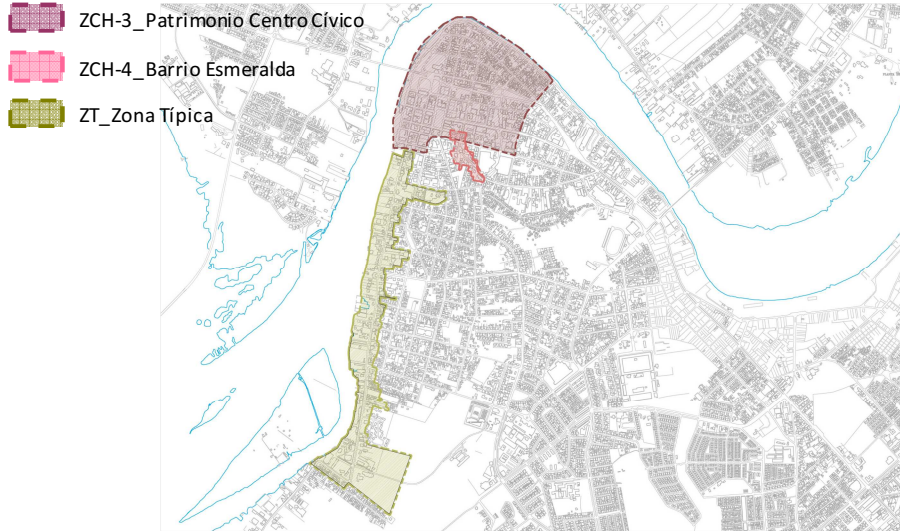 ZCH-3_Patrimonio Centro Cívico
ZCH-4_Barrio Esmeralda
ZT_Zona Típica